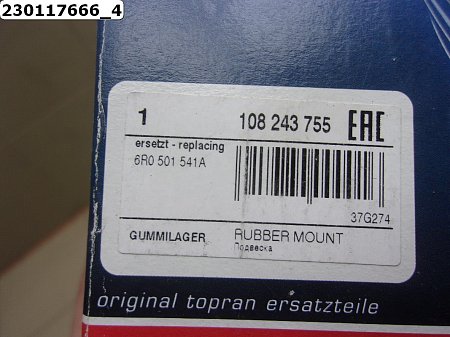 230117666_4
1 108 243 755 EAC
ersetzt - replacing
6R0 501 541A
37G274
GUMMILAGER RUBBER MOUNT
Подвеска
original topran ersatzteile